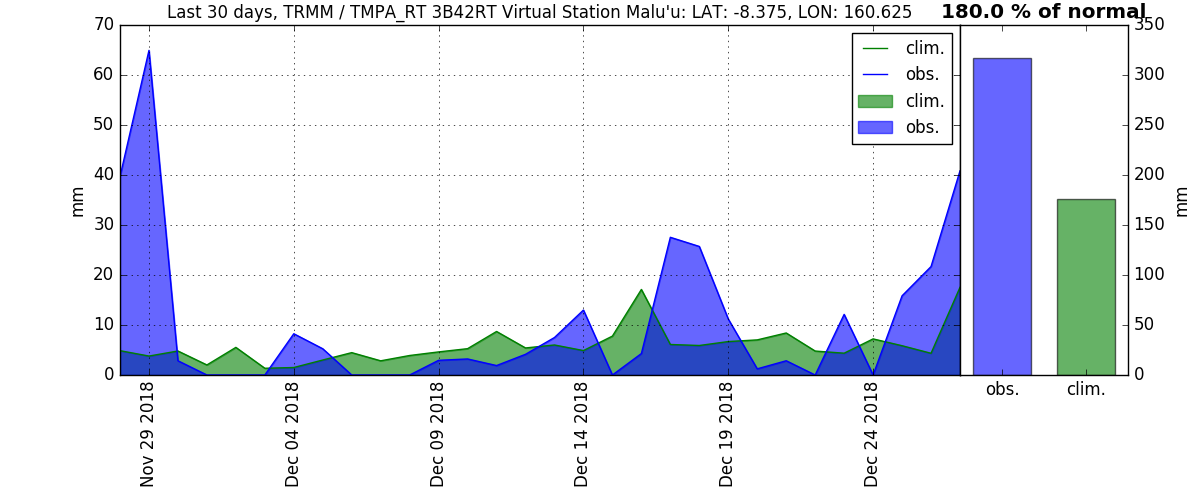 Last 30 days, TRMM / TMPA_RT 3B42RT Virtual Station Malu'u: LAT: -8.375, LON: 160.625
180.0 % of normal
70
60
50
40
30
20
10
0
mm
clim.
obs.
clim.
obs.
Nov 29 2018
Dec 04 2018
Dec 09 2018
Dec 14 2018
Dec 19 2018
Dec 24 2018
350
300
250
200
150
100
50
0
mm
obs.
clim.